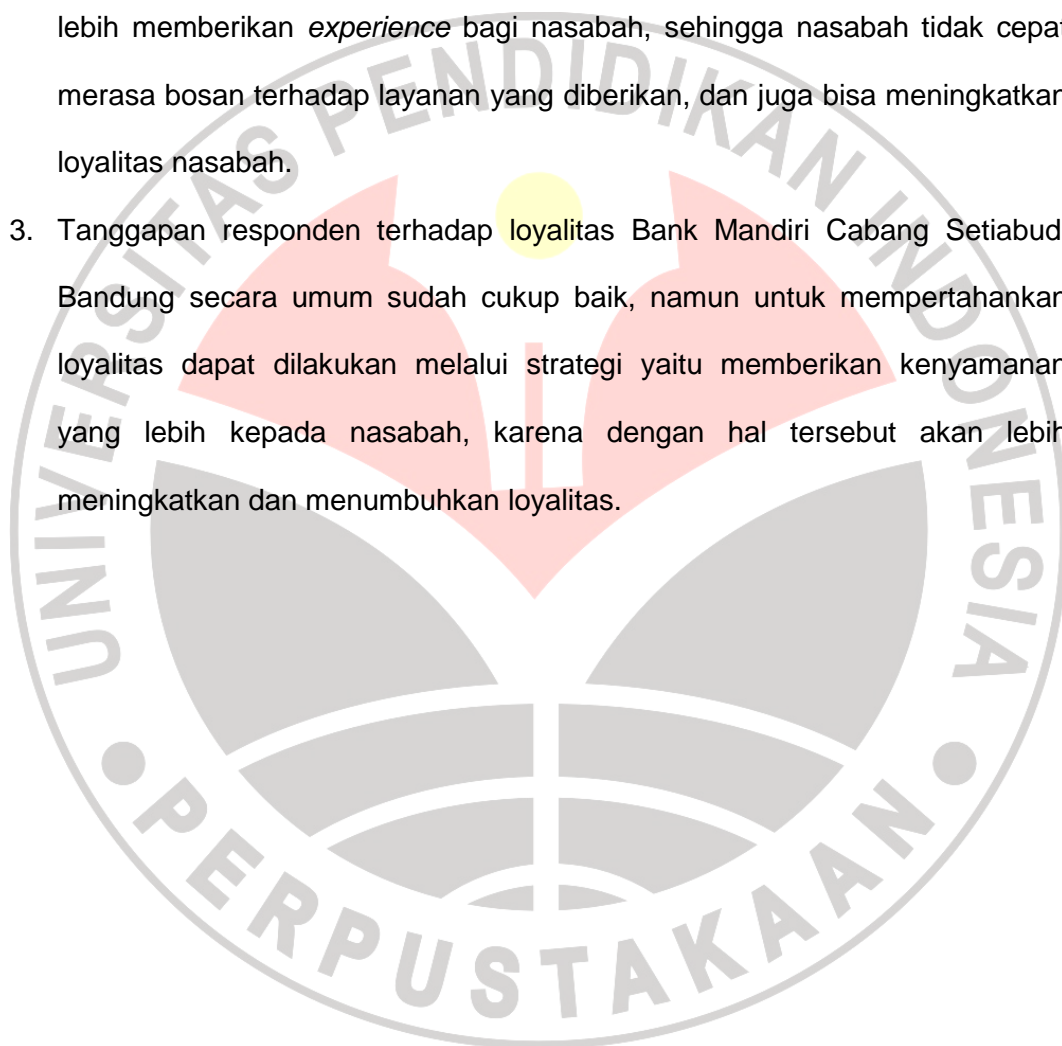 lebih memberikan experience bagi nasabah, sehingga nasabah tidak cepat
merasa bosan terhadap layanan yang diberikan, dan juga bisa meningkatkan
loyalitas nasabah.
3. Tanggapan responden terhadap loyalitas Bank Mandiri Cabang Setiabud
Bandung secara umum sudah cukup baik, namun untuk mempertahankan
loyalitas dapat dilakukan melalui strategi yaitu memberikan kenyamanan
yang lebih kepada nasabah, karena dengan hal tersebut akan lebih
meningkatkan dan menumbuhkan loyalitas.
UNIVERSITAS PENDIDIKAN INDONESIA
PERPUSTAKAAN